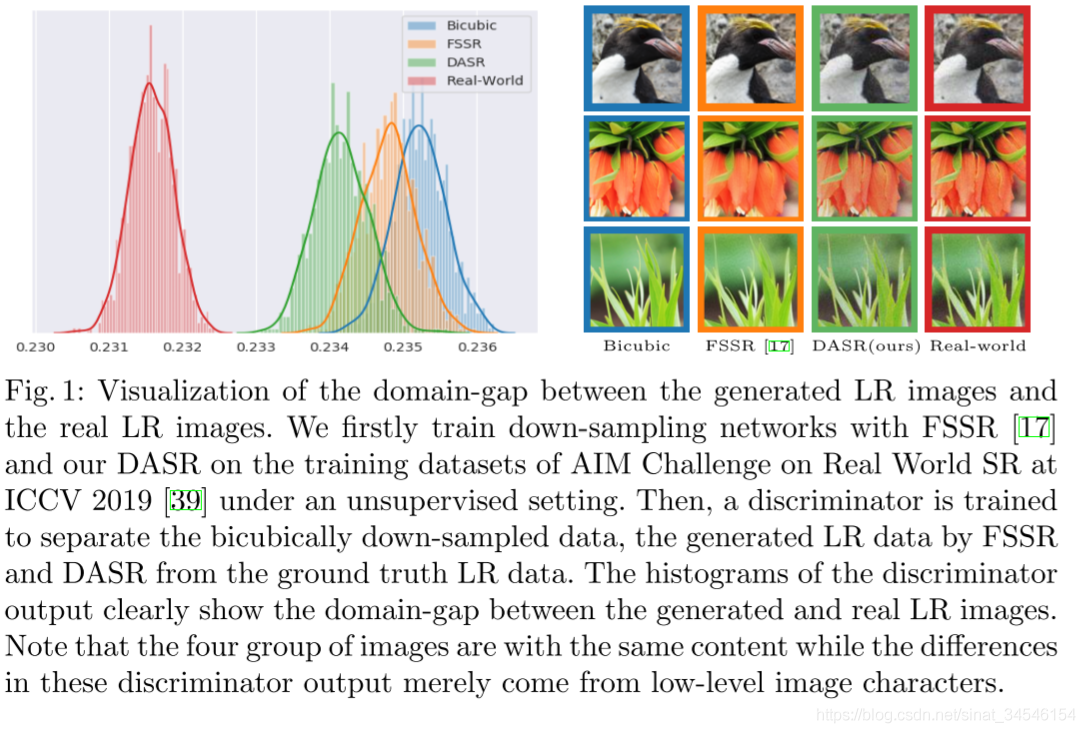 Bicubic
FSSR
DASR
Real-World
0.230 0.231 0.232 0.233 0.234 0.235 0.236
Bicubic FSSR [17] DASR(ours) Real-world
Fig. 1: Visualization of the domain-gap between the generated LR images and
the real LR images. We firstly train down-sampling networks with FSSR [17]
and our DASR on the training datasets of AIM Challenge on Real World SR at
ICCV 2019 [39] under an unsupervised setting. Then, a discriminator is trained
to separate the bicubically down-sampled data, the generated LR data by FSSR
and DASR from the ground truth LR data. The histograms of the discriminator
output clearly show the domain-gap between the generated and real LR images.
Note that the four group of images are with the same content while the differences
in these discriminator output merely come from low-level image characters.
https://blog.csdn.net/sinat_34546154